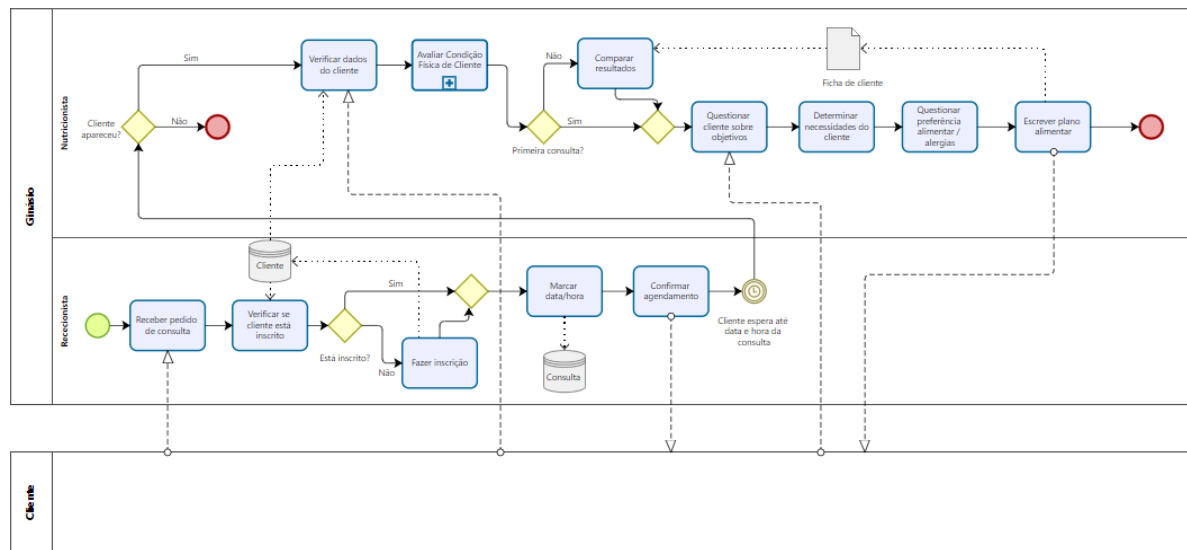 Ginásio
Nutricionista
Cliente
apareceu?
Sim
Não
Verificar dados
do cliente
Avaliar Condição
Física de Cliente
Primeira consulta?
Não
Sim
Comparar
resultados
Questionar
cliente sobre
objetivos
Determinar
necessidades do
cliente
Questionar
preferência
alimentar /
alergias
Ficha de cliente
Escrever plano
alimentar
Rececionista
Receber pedido
de consulta
Cliente
Verificar se
cliente está
inscrito
Está inscrito?
Sim
Não
Fazer inscrição
Marcar
data/hora
Consulta
Confirmar
agendamento
Cliente espera até
data e hora da
consulta
Cliente